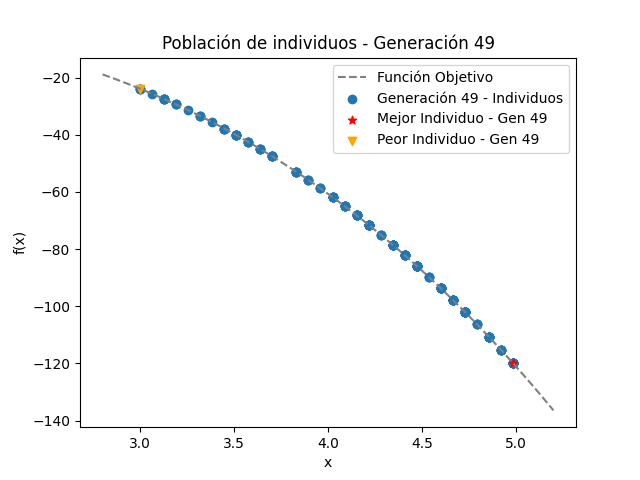 Población de individuos - Generación 49
Función Objetivo
Generación 49 - Individuos
Mejor Individuo - Gen 49
Peor Individuo - Gen 49
f(x)
−20
−40
−60
−80
−100
−120
−140
3.0 3.5 4.0 4.5 5.0
x